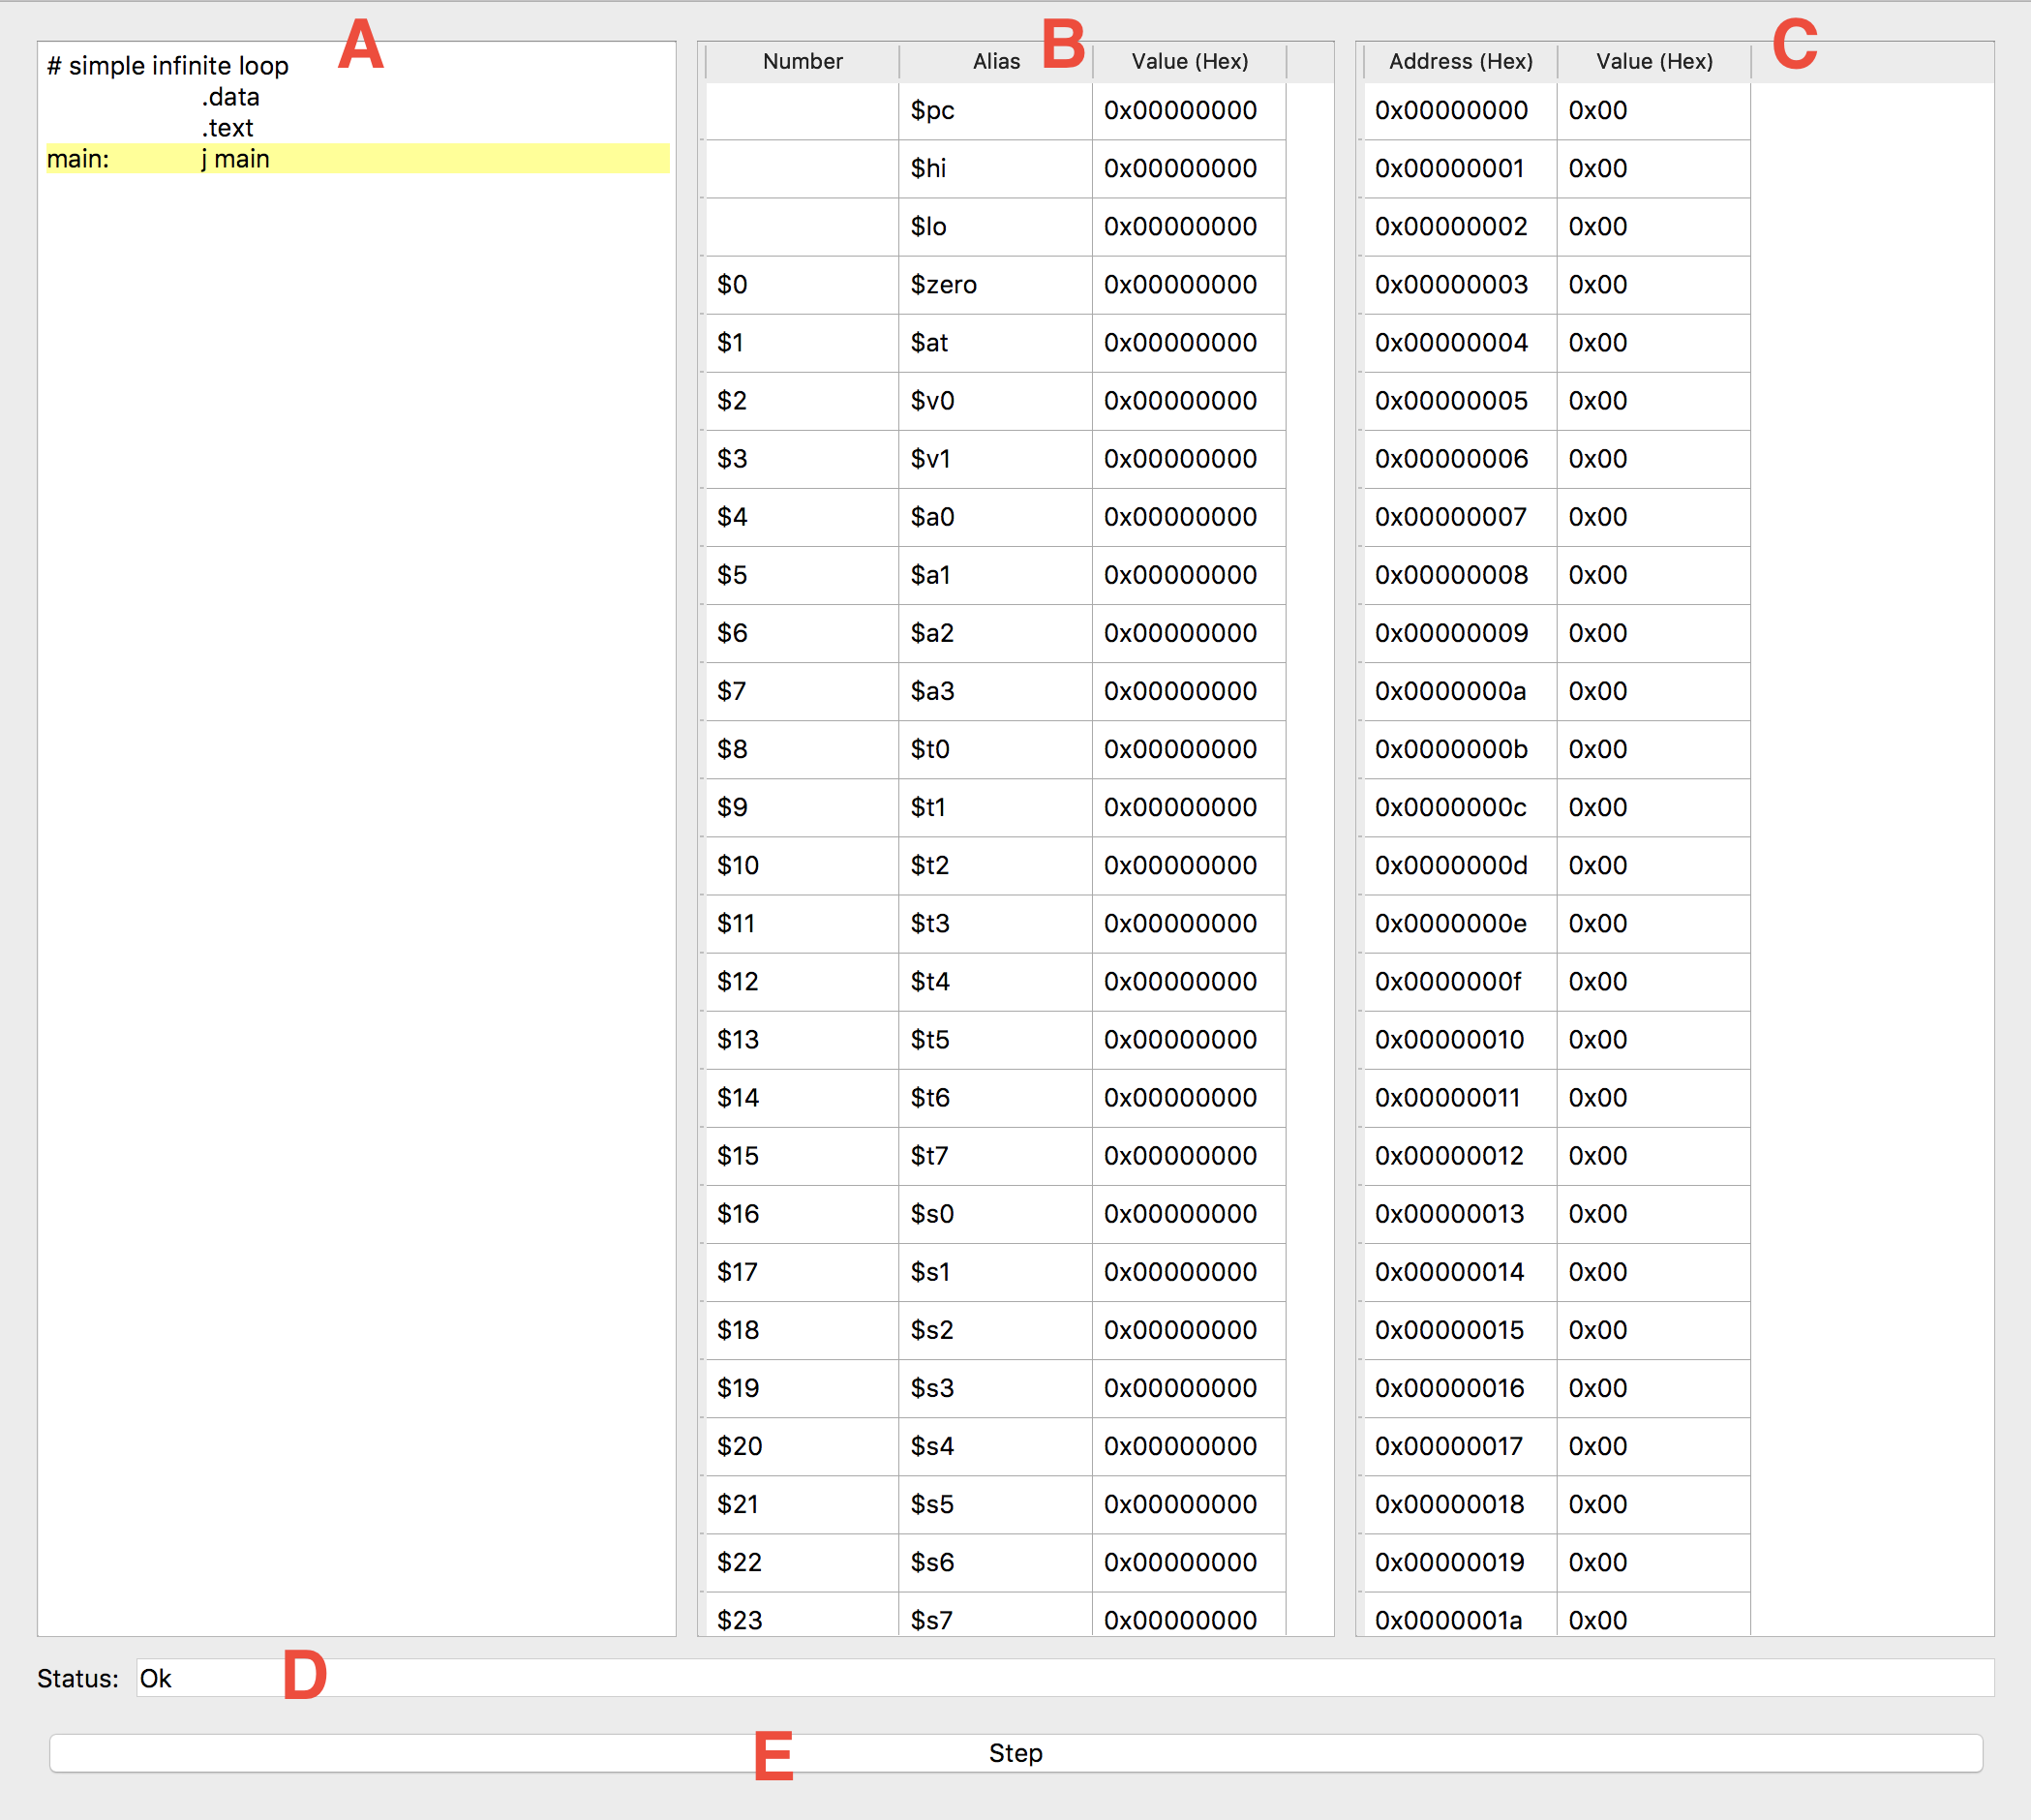 A
B
C
# simple infinite loop
.data
.text
main: j main
Number Alias Value (Hex)
$pc 0x00000000
$hi 0x00000000
$lo 0x00000000
$0 $zero 0x00000000
$1 $at 0x00000000
$2 $v0 0x00000000
$3 $v1 0x00000000
$4 $a0 0x00000000
$5 $a1 0x00000000
$6 $a2 0x00000000
$7 $a3 0x00000000
$8 $t0 0x00000000
$9 $t1 0x00000000
$10 $t2 0x00000000
$11 $t3 0x00000000
$12 $t4 0x00000000
$13 $t5 0x00000000
$14 $t6 0x00000000
$15 $t7 0x00000000
$16 $s0 0x00000000
$17 $s1 0x00000000
$18 $s2 0x00000000
$19 $s3 0x00000000
$20 $s4 0x00000000
$21 $s5 0x00000000
$22 $s6 0x00000000
$23 $s7 0x00000000
Address (Hex) Value (Hex)
0x00000000 0x00
0x00000001 0x00
0x00000002 0x00
0x00000003 0x00
0x00000004 0x00
0x00000005 0x00
0x00000006 0x00
0x00000007 0x00
0x00000008 0x00
0x00000009 0x00
0x0000000a 0x00
0x0000000b 0x00
0x0000000c 0x00
0x0000000d 0x00
0x0000000e 0x00
0x0000000f 0x00
0x00000010 0x00
0x00000011 0x00
0x00000012 0x00
0x00000013 0x00
0x00000014 0x00
0x00000015 0x00
0x00000016 0x00
0x00000017 0x00
0x00000018 0x00
0x00000019 0x00
0x0000001a 0x00
Status: Ok D
E Step